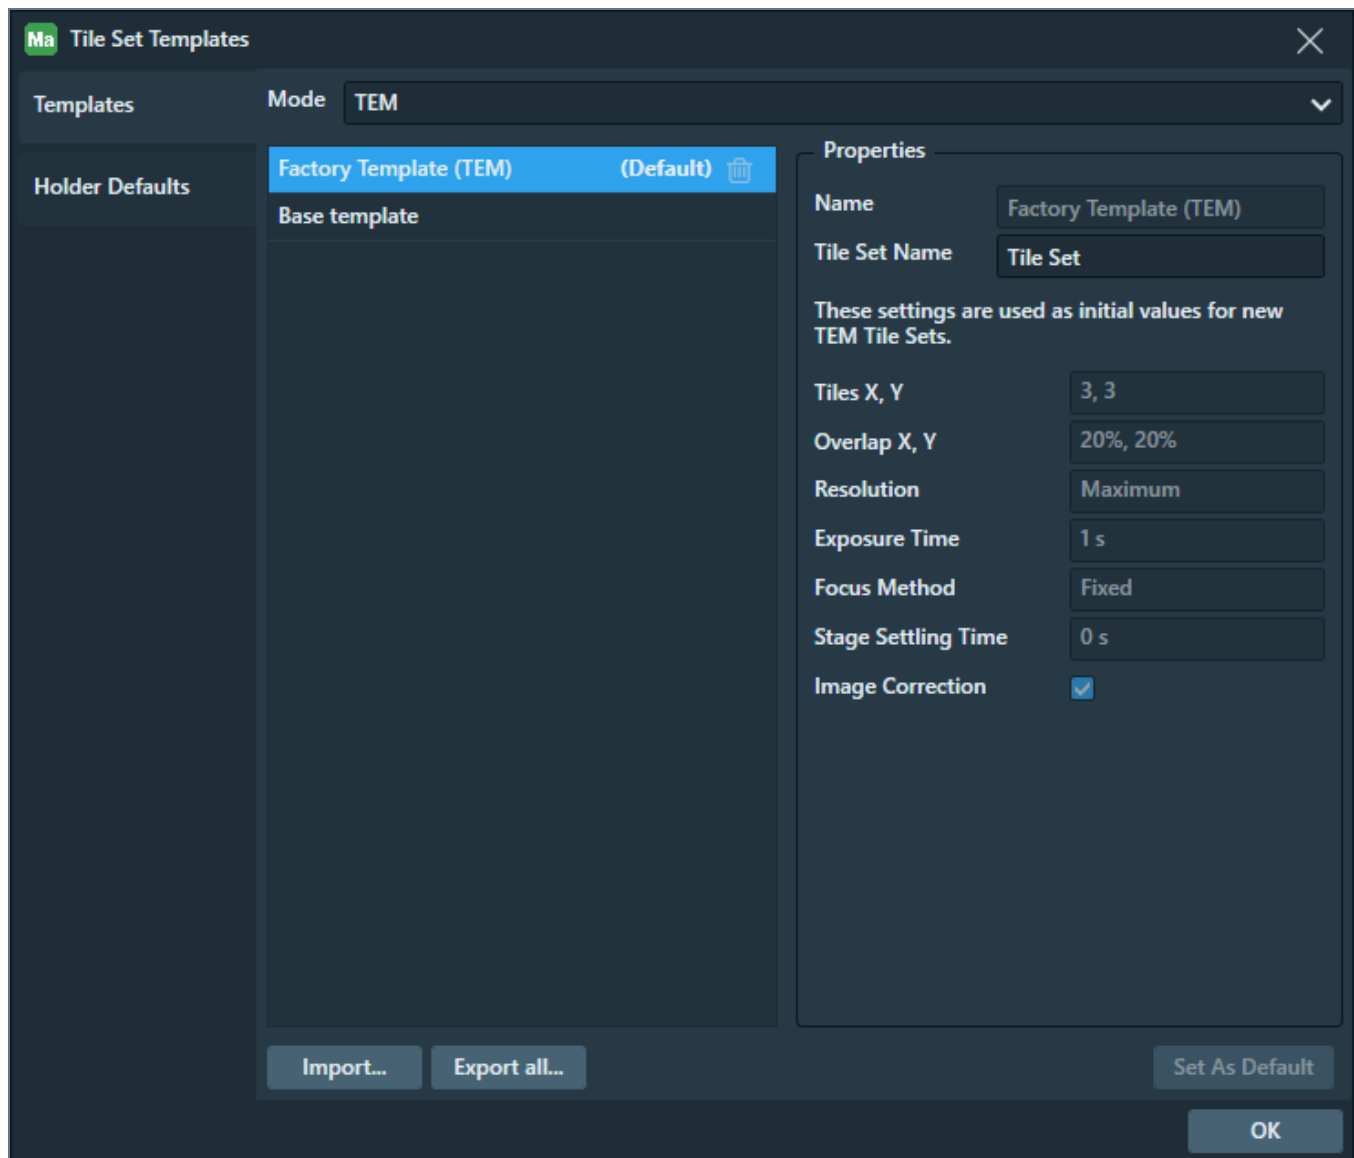 Ma Tile Set Templates
Templates
Holder Defaults
Mode TEM
Factory Template (TEM) (Default)
Base template
Properties
Name Factory Template (TEM)
Tile Set Name Tile Set
These settings are used as initial values for new
TEM Tile Sets.
Tiles X, Y 3, 3
Overlap X, Y 20%, 20%
Resolution Maximum
Exposure Time 1 s
Focus Method Fixed
Stage Settling Time 0 s
Image Correction
Import... Export all... Set As Default
OK